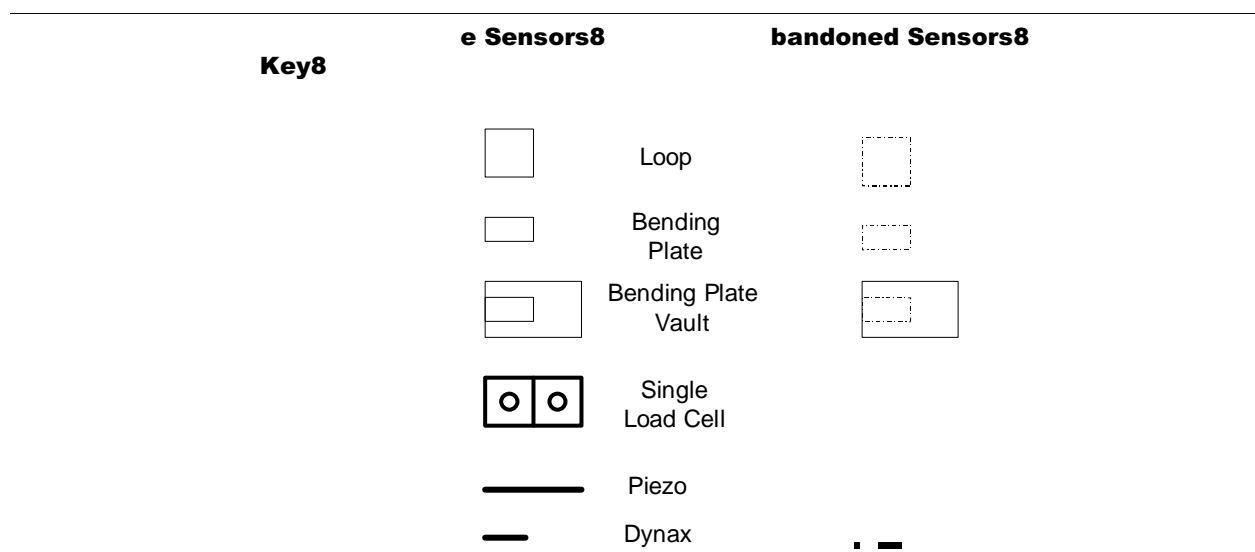 e Sensors8 bandoned Sensors8
Key8
Loop
Bending
Plate
Bending Plate
Vault
Single
Load Cell
Piezo
Dynax